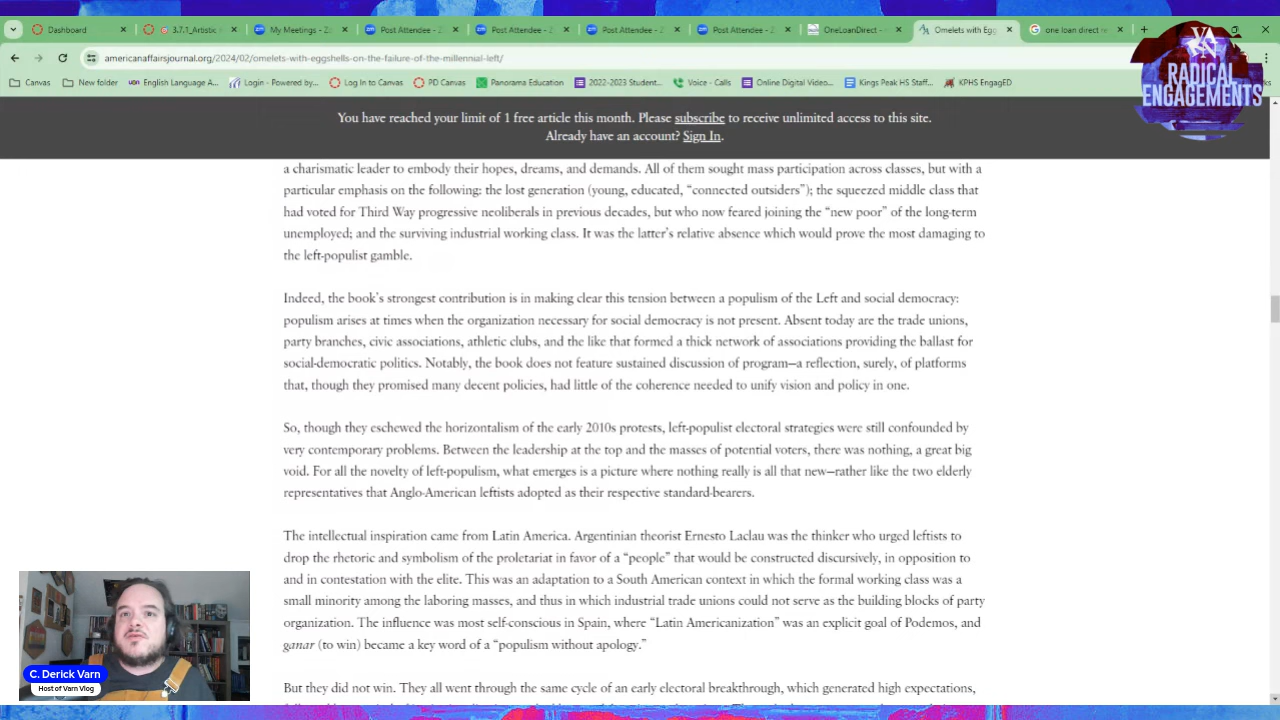 Dashboard
3.7.1_Artistic
My Meetings - Zo
Post Attendee - Z
Post Attendee - Z
Post Attendee - Z
Post Attendee - Z
OneLoanDirect -
Omelets with Egg
one loan direct re
americanaffairsjournal.org/2024/02/omelets-with-eggshells-on-the-failure-of-the-millennial-left/
Canvas
New folder
English Language A...
Login - Powered by...
Log In to Canvas
PD Canvas
Panorama Education
2022-2023 Student...
Voice - Calls
Online Digital Video...
Kings Peak HS Staff...
KPHS EngagED
RADICAL
ENGAGEMENTS
You have reached your limit of 1 free article this month. Please subscribe to receive unlimited access to this site.
Already have an account? Sign In.
a charismatic leader to embody their hopes, dreams, and demands. All of them sought mass participation across classes, but with a
particular emphasis on the following: the lost generation (young, educated, “connected outsiders”); the squeezed middle class that
had voted for Third Way progressive neoliberals in previous decades, but who now feared joining the “new poor” of the long-term
unemployed; and the surviving industrial working class. It was the latter’s relative absence which would prove the most damaging to
the left-populist gamble.
Indeed, the book’s strongest contribution is in making clear this tension between a populism of the Left and social democracy:
populism arises at times when the organization necessary for social democracy is not present. Absent today are the trade unions,
party branches, civic associations, athletic clubs, and the like that formed a thick network of associations providing the ballast for
social-democratic politics. Notably, the book does not feature sustained discussion of program—a reflection, surely, of platforms
that, though they promised many decent policies, had little of the coherence needed to unify vision and policy in one.
So, though they eschewed the horizontalism of the early 2010s protests, left-populist electoral strategies were still confounded by
very contemporary problems. Between the leadership at the top and the masses of potential voters, there was nothing, a great big
void. For all the novelty of left-populism, what emerges is a picture where nothing really is all that new—rather like the two elderly
representatives that Anglo-American leftists adopted as their respective standard-bearers.
The intellectual inspiration came from Latin America. Argentinian theorist Ernesto Laclau was the thinker who urged leftists to
drop the rhetoric and symbolism of the proletariat in favor of a “people” that would be constructed discursively, in opposition to
and in contestation with the elite. This was an adaptation to a South American context in which the formal working class was a
small minority among the laboring masses, and thus in which industrial trade unions could not serve as the building blocks of party
organization. The influence was most self-conscious in Spain, where “Latin Americanization” was an explicit goal of Podemos, and
ganar (to win) became a key word of a “populism without apology.”
But they did not win. They all went through the same cycle of an early electoral breakthrough, which generated high expectations,
C. Derick Varn
Host of Varn Vlog